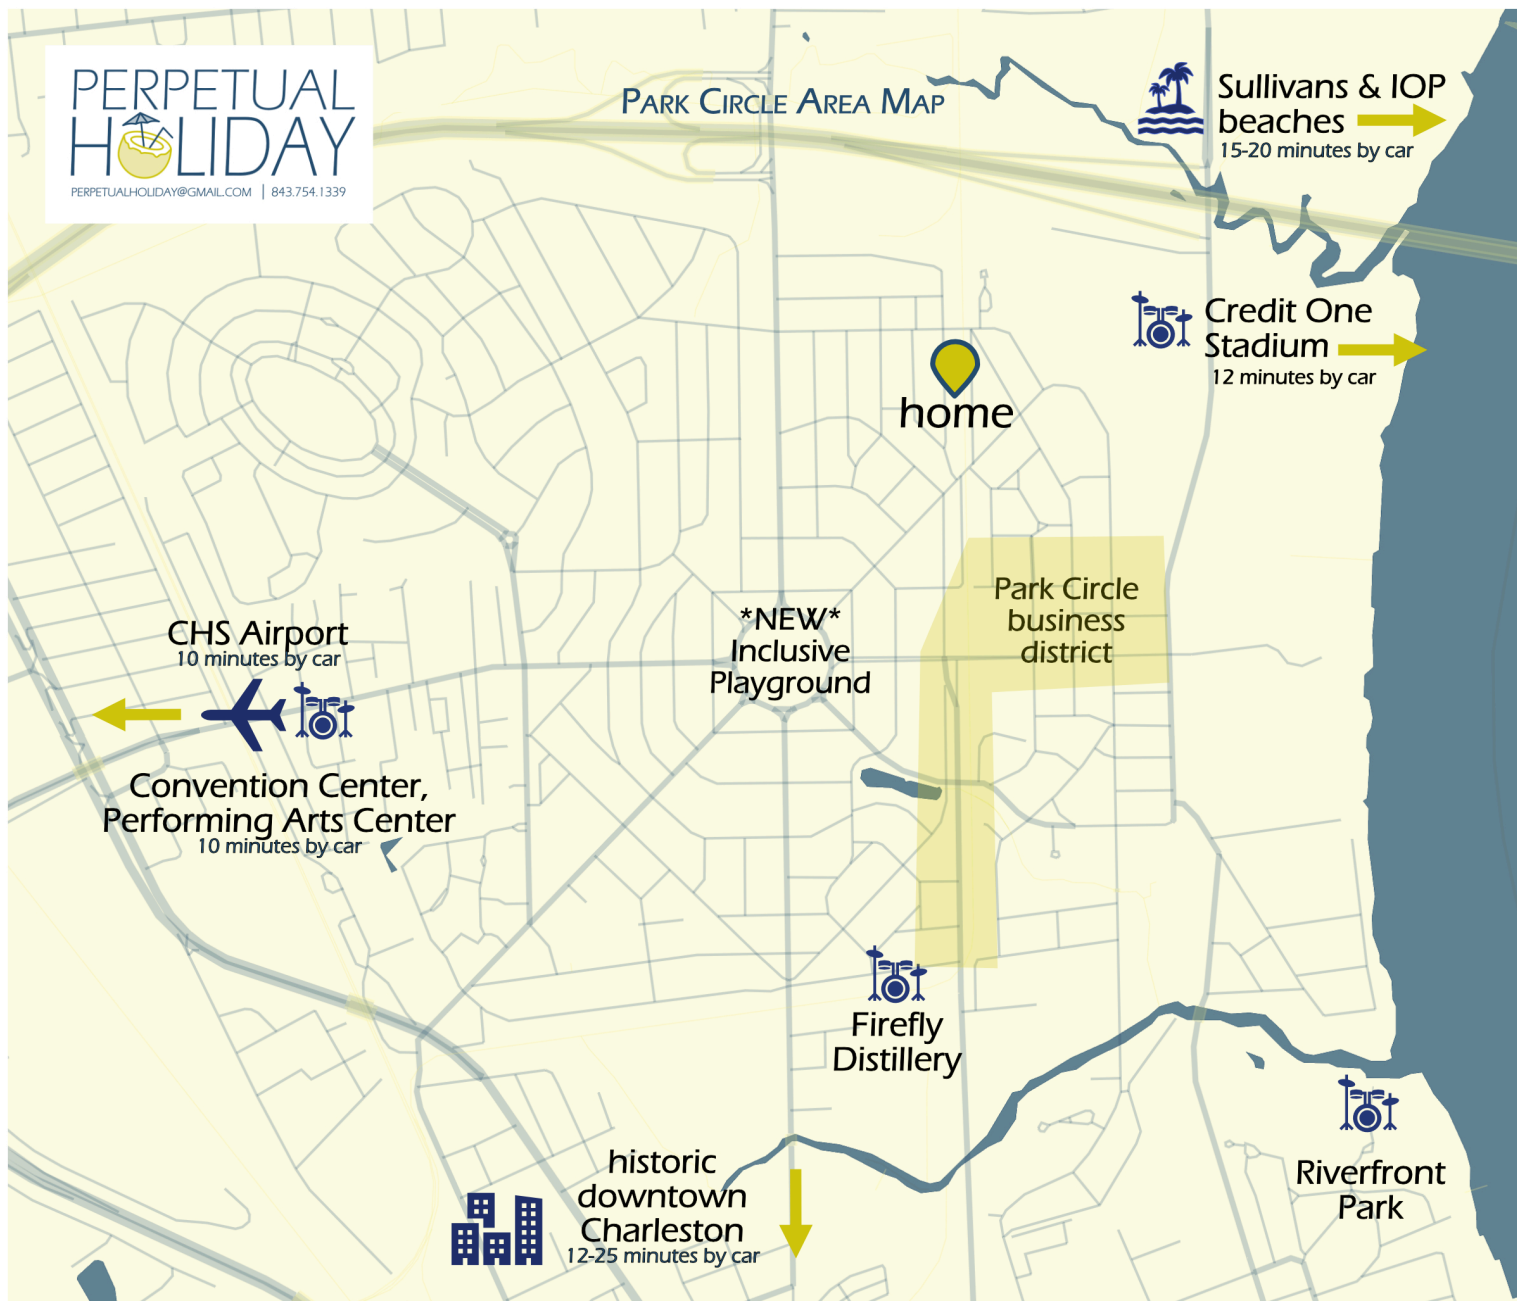 PERPETUAL
HOLIDAY
PERPETUALHOLIDAY@GMAIL.COM | 843.754.1339
PARK CIRCLE AREA MAP
Sullivans & IOP
beaches
15-20 minutes by car
Credit One
Stadium
12 minutes by car
home
Park Circle
business
district
*NEW*
Inclusive
Playground
CHS Airport
10 minutes by car
Convention Center,
Performing Arts Center
10 minutes by car
Firefly
Distillery
historic
downtown
Charleston
12-25 minutes by car
Riverfront
Park